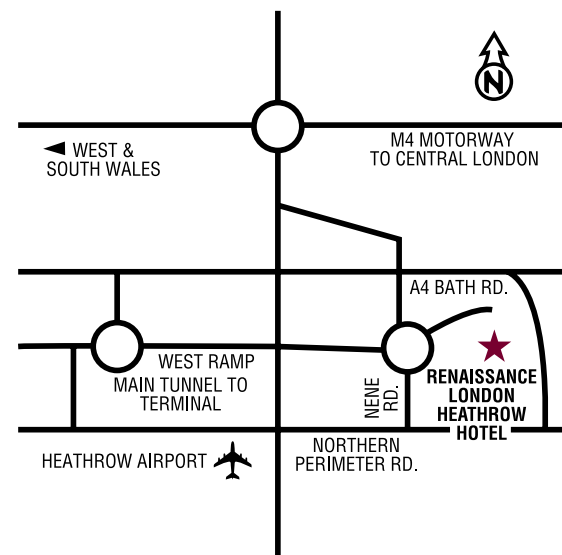 N
WEST &
SOUTH WALES
M4 MOTORWAY
TO CENTRAL LONDON
A4 BATH RD.
WEST RAMP
MAIN TUNNEL TO
TERMINAL
NENE
RD.
RENAISSANCE
LONDON
HEATHROW
HOTEL
HEATHROW AIRPORT
NORTHERN
PERIMETER RD.